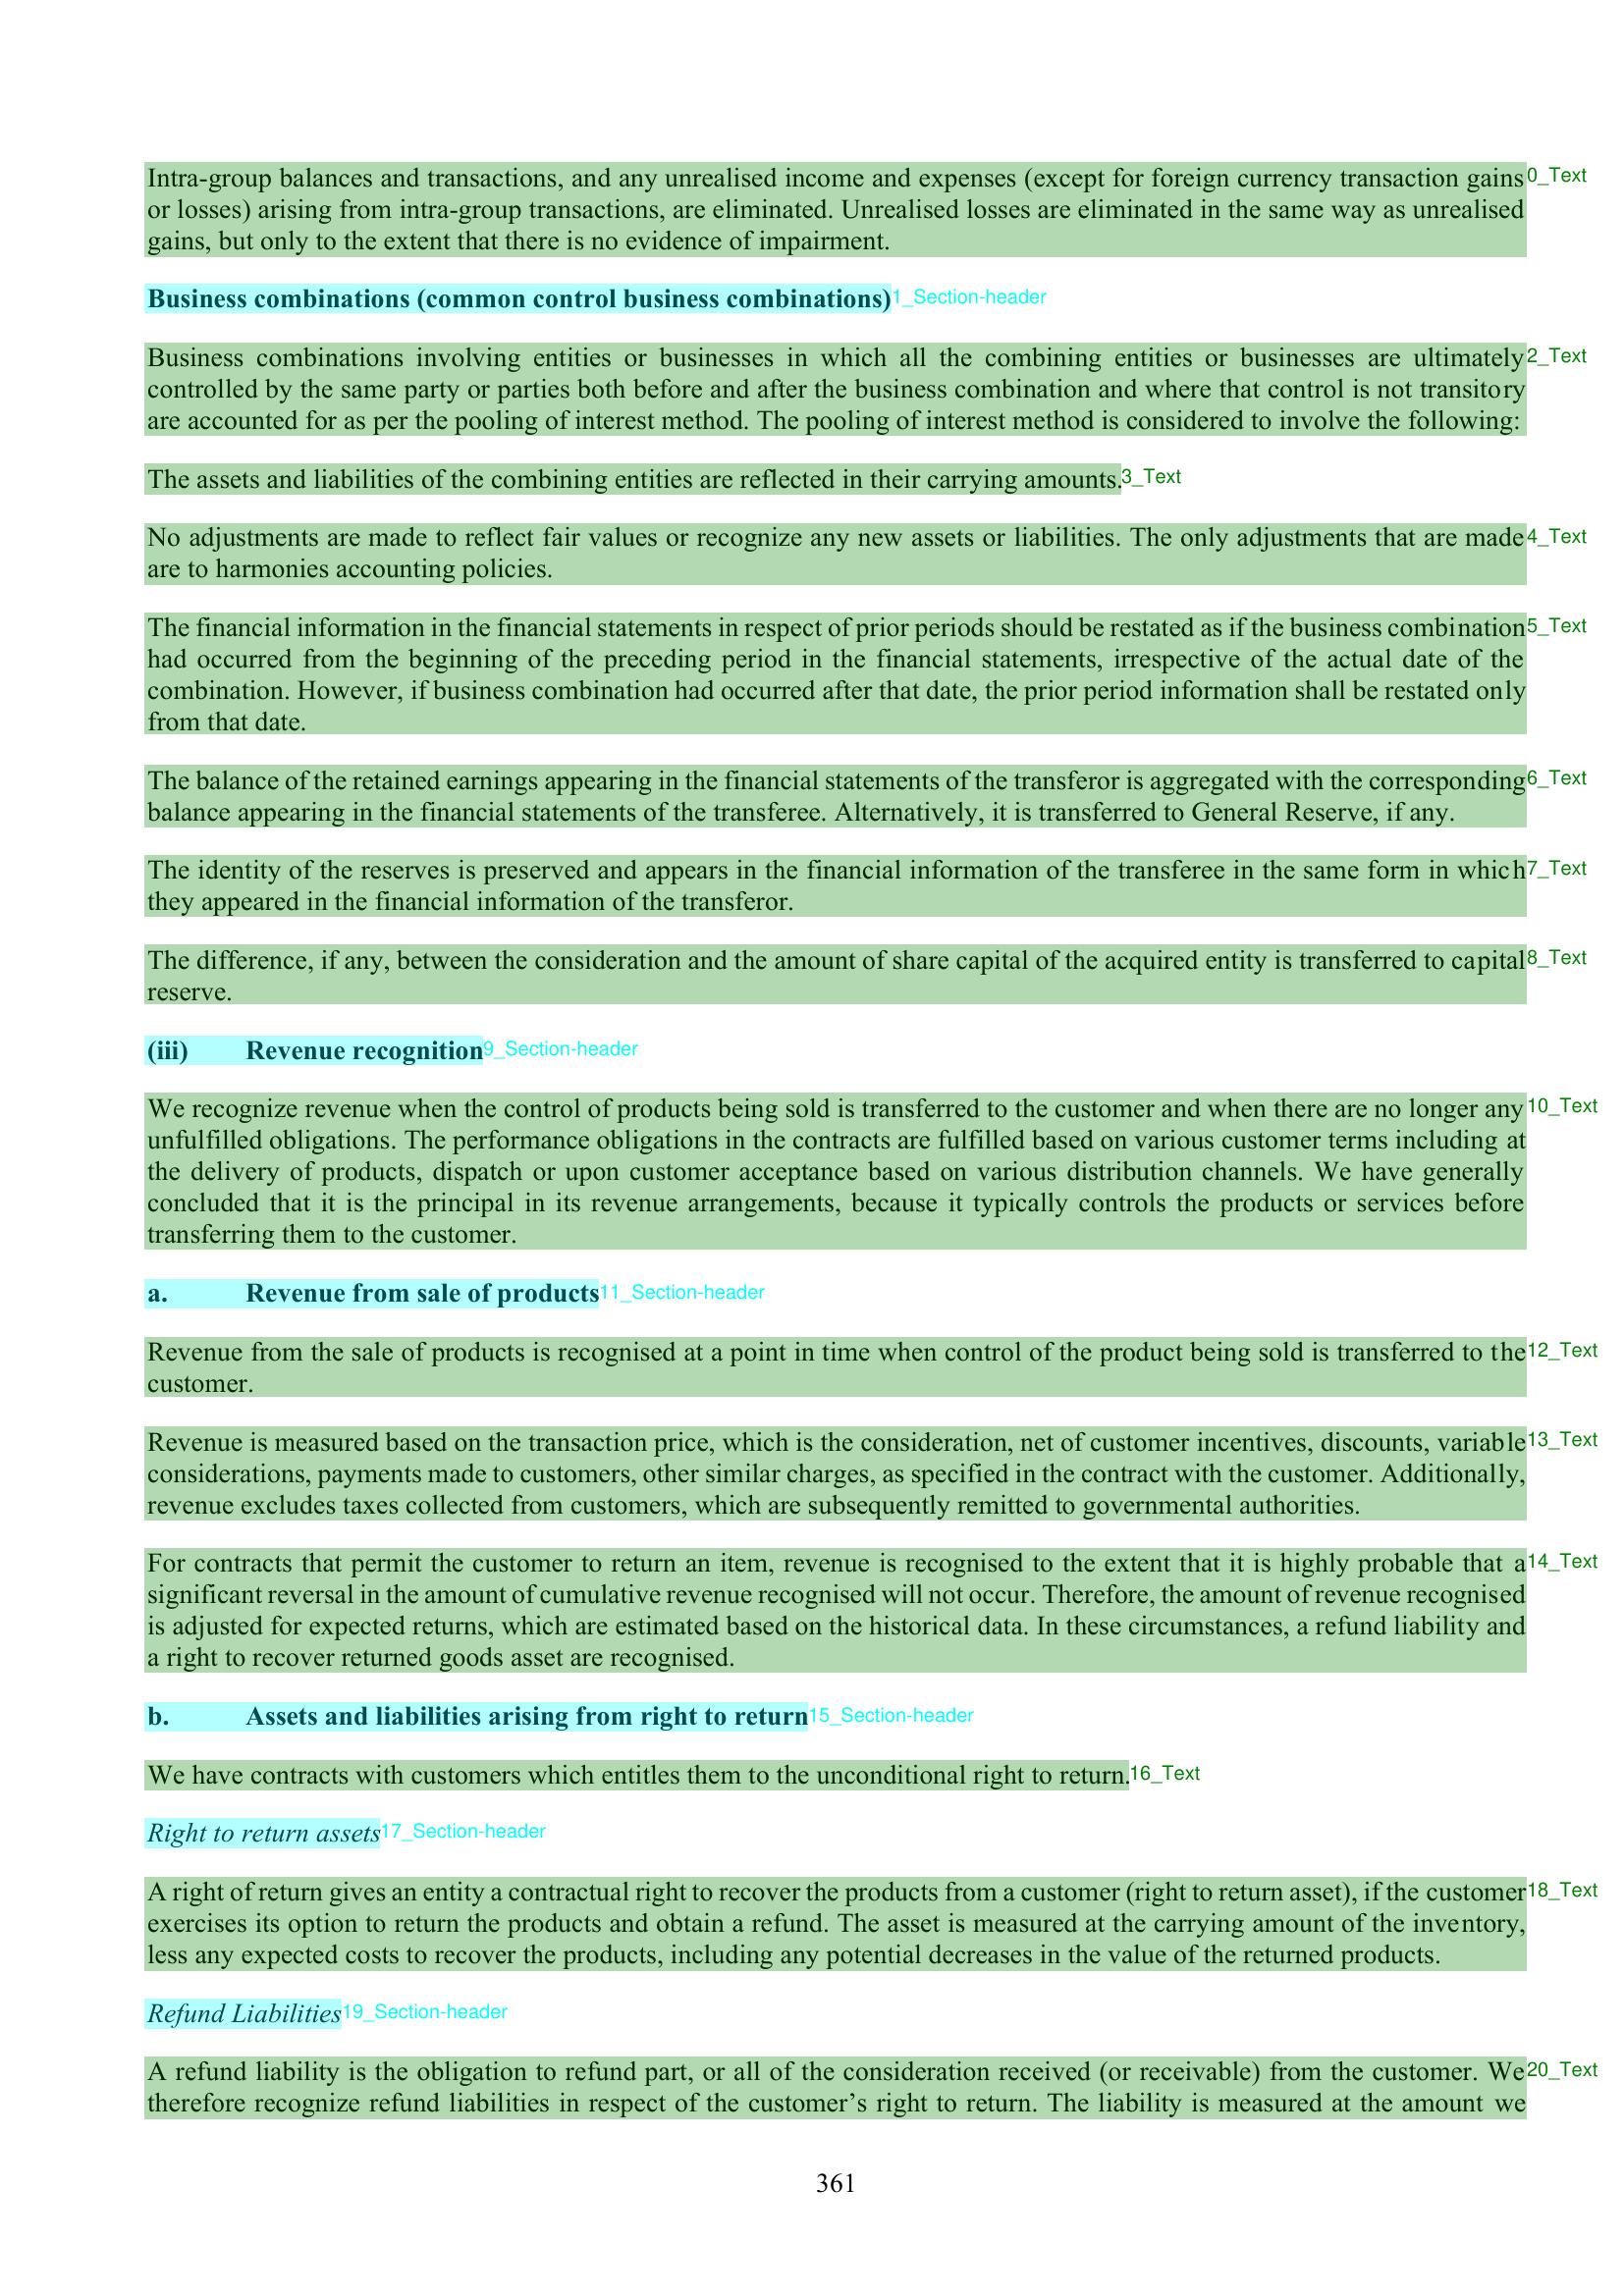 Intra-group balances and transactions, and any unrealised income and expenses (except for foreign currency transaction gains 0_Text
or losses) arising from intra-group transactions, are eliminated. Unrealised losses are eliminated in the same way as unrealised
gains, but only to the extent that there is no evidence of impairment.
Business combinations (common control business combinations) 1_Section-header
Business combinations involving entities or businesses in which all the combining entities or businesses are ultimately 2_Text
controlled by the same party or parties both before and after the business combination and where that control is not transitory
are accounted for as per the pooling of interest method. The pooling of interest method is considered to involve the following:
The assets and liabilities of the combining entities are reflected in their carrying amounts. 3_Text
No adjustments are made to reflect fair values or recognize any new assets or liabilities. The only adjustments that are made 4_Text
are to harmonies accounting policies.
The financial information in the financial statements in respect of prior periods should be restated as if the business combination 5_Text
had occurred from the beginning of the preceding period in the financial statements, irrespective of the actual date of the
combination. However, if business combination had occurred after that date, the prior period information shall be restated only
from that date.
The balance of the retained earnings appearing in the financial statements of the transferor is aggregated with the corresponding 6_Text
balance appearing in the financial statements of the transferee. Alternatively, it is transferred to General Reserve, if any.
The identity of the reserves is preserved and appears in the financial information of the transferee in the same form in which 7_Text
they appeared in the financial information of the transferor.
The difference, if any, between the consideration and the amount of share capital of the acquired entity is transferred to capital 8_Text
reserve.
(iii) Revenue recognition 9_Section-header
We recognize revenue when the control of products being sold is transferred to the customer and when there are no longer any 10_Text
unfulfilled obligations. The performance obligations in the contracts are fulfilled based on various customer terms including at
the delivery of products, dispatch or upon customer acceptance based on various distribution channels. We have generally
concluded that it is the principal in its revenue arrangements, because it typically controls the products or services before
transferring them to the customer.
a. Revenue from sale of products 11_Section-header
Revenue from the sale of products is recognised at a point in time when control of the product being sold is transferred to the 12_Text
customer.
Revenue is measured based on the transaction price, which is the consideration, net of customer incentives, discounts, variable 13_Text
considerations, payments made to customers, other similar charges, as specified in the contract with the customer. Additionally,
revenue excludes taxes collected from customers, which are subsequently remitted to governmental authorities.
For contracts that permit the customer to return an item, revenue is recognised to the extent that it is highly probable that a 14_Text
significant reversal in the amount of cumulative revenue recognised will not occur. Therefore, the amount of revenue recognised
is adjusted for expected returns, which are estimated based on the historical data. In these circumstances, a refund liability and
a right to recover returned goods asset are recognised.
b. Assets and liabilities arising from right to return 15_Section-header
We have contracts with customers which entitles them to the unconditional right to return. 16_Text
Right to return assets 17_Section-header
A right of return gives an entity a contractual right to recover the products from a customer (right to return asset), if the customer 18_Text
exercises its option to return the products and obtain a refund. The asset is measured at the carrying amount of the inventory,
less any expected costs to recover the products, including any potential decreases in the value of the returned products.
Refund Liabilities 19_Section-header
A refund liability is the obligation to refund part, or all of the consideration received (or receivable) from the customer. We 20_Text
therefore recognize refund liabilities in respect of the customer’s right to return. The liability is measured at the amount we
361